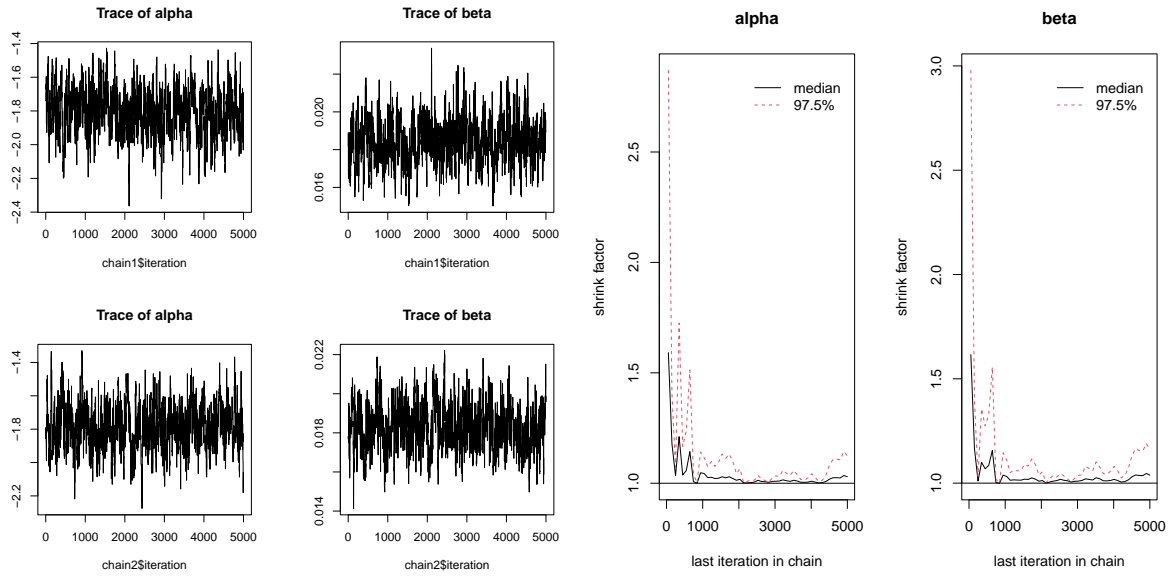 Trace of alpha
−1.4
−1.6
−1.8
−2.0
−2.2
−2.4
0 1000 2000 3000 4000 5000
chain1$iteration
Trace of beta
0.020
0.016
0 1000 2000 3000 4000 5000
chain1$iteration
Trace of alpha
−1.4
−1.8
−2.2
0 1000 2000 3000 4000 5000
chain2$iteration
Trace of beta
0.022
0.018
0.014
0 1000 2000 3000 4000 5000
chain2$iteration
alpha
median
97.5%
shrink factor
2.5
2.0
1.5
1.0
0 1000 3000 5000
last iteration in chain
beta
median
97.5%
shrink factor
3.0
2.5
2.0
1.5
1.0
0 1000 3000 5000
last iteration in chain